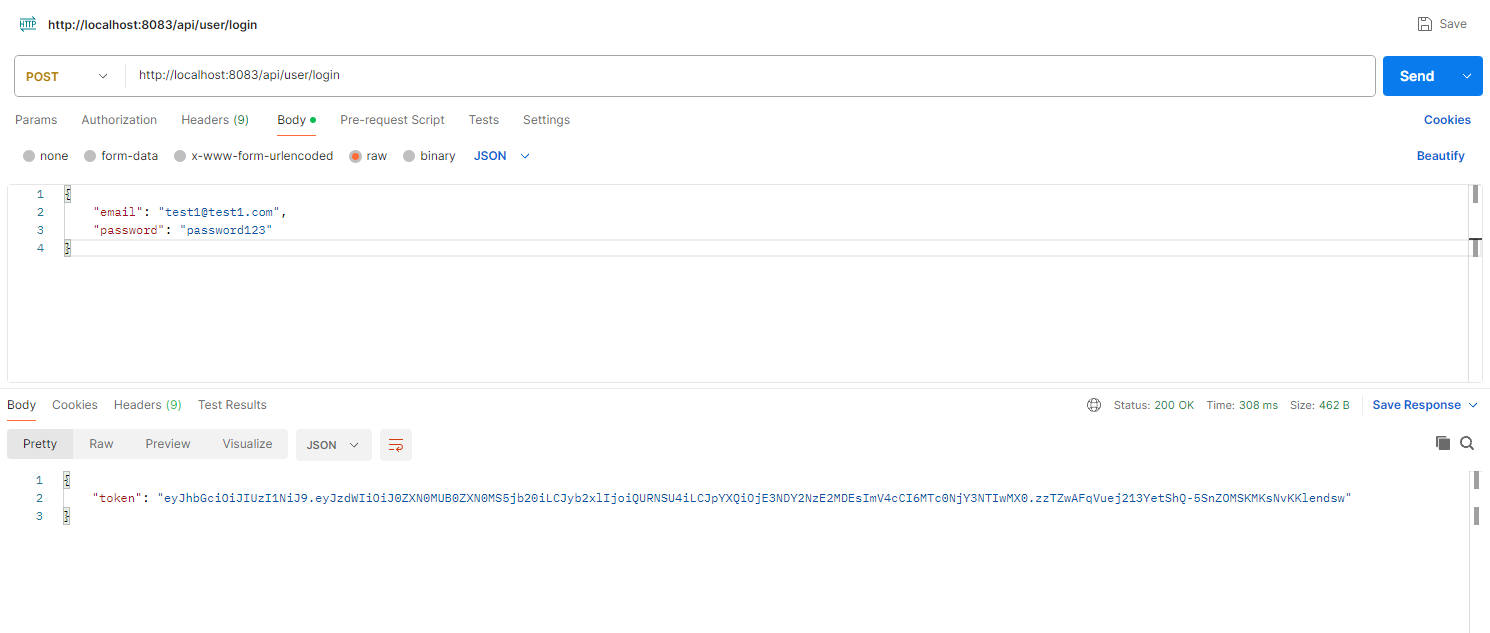 HTTP http://localhost:8083/api/user/login Save
POST http://localhost:8083/api/user/login Send
Params Authorization Headers (9) Body Pre-request Script Tests Settings Cookies
none form-data x-www-form-urlencoded raw binary JSON Beautify
1 {
2 "email": "test1@test1.com",
3 "password": "password123"
4 }
Body Cookies Headers (9) Test Results Status: 200 OK Time: 308 ms Size: 462 B Save Response
Pretty Raw Preview Visualize JSON
1 {
2 "token": "eyJhbGciOiJIUzI1NiJ9.eyJzdWIiOiJ0ZXN0MUB0ZXN0MS5jb20iLCJyb2xlIjoiQURNSU4iLCJpYXQiOjE3NDY2NzE2MDEsImV4cCI6MTc0NjY3NTIwMX0.zzTZwAFqVuej213YetShQ-5SnZOMSKMKsNvKKlendsw"
3 }